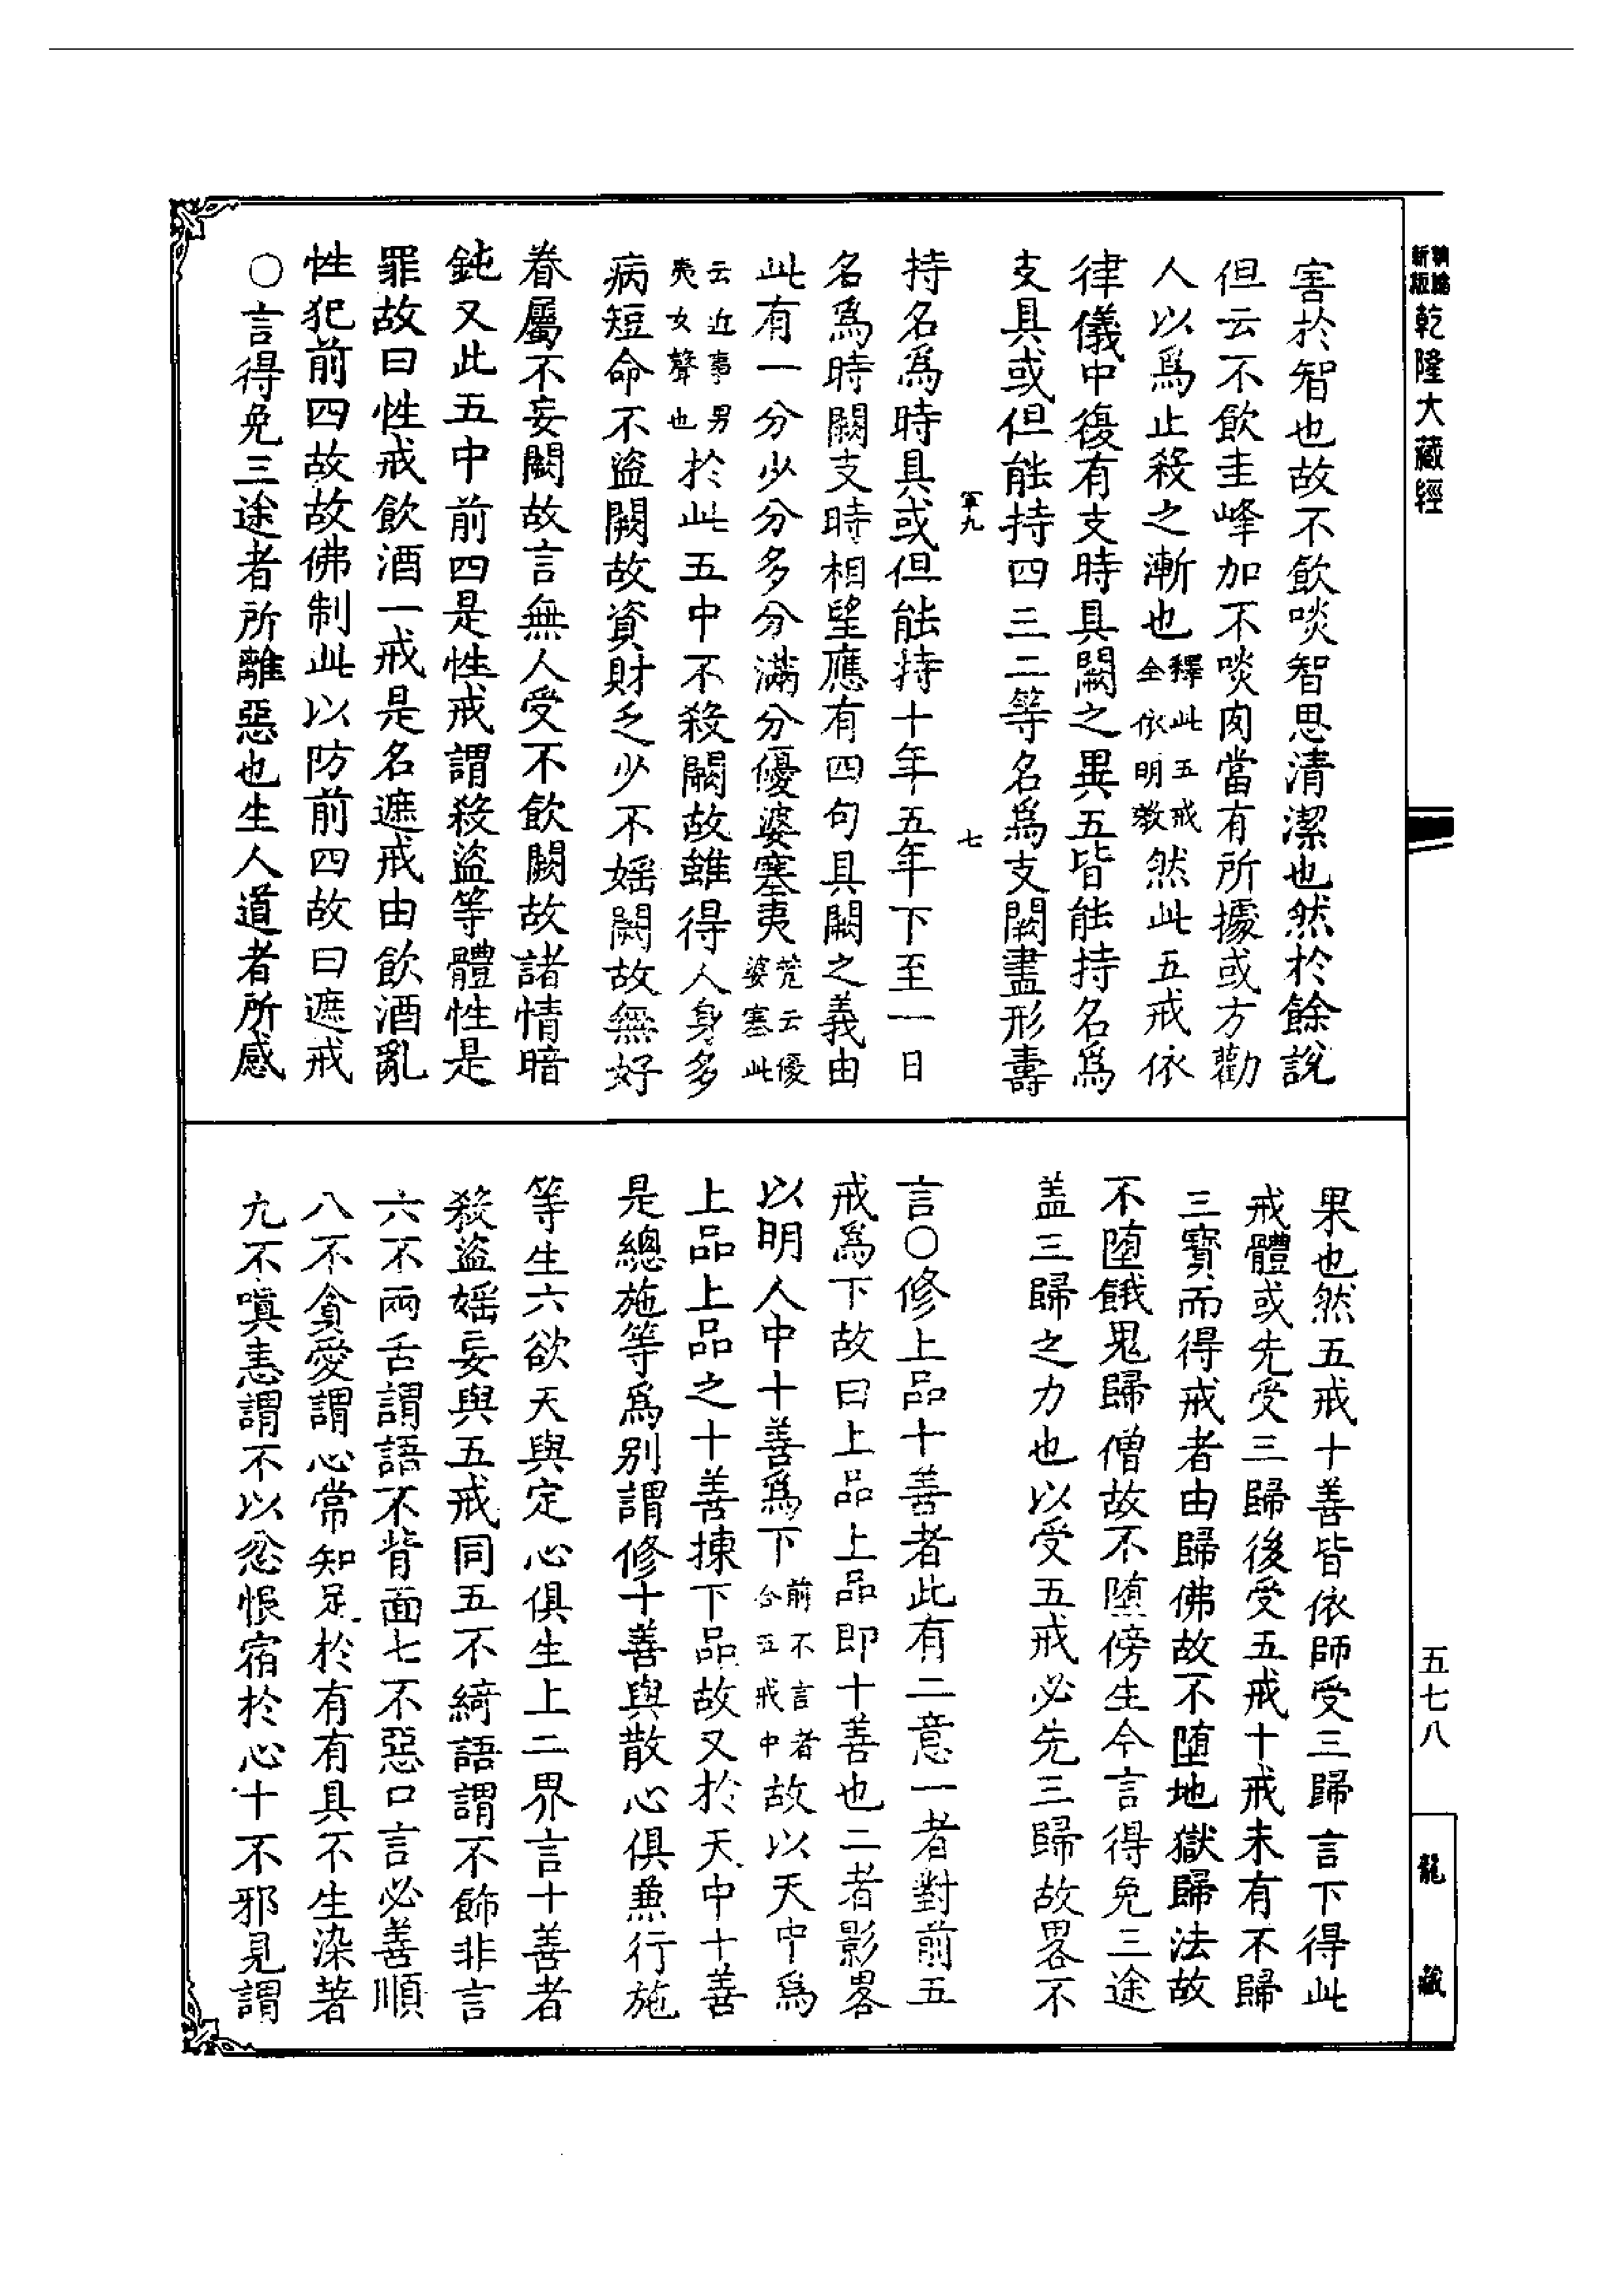 乾隆大藏經
害於智也故不飲啖智思清潔也然於餘說
但云不飲圭峰加不啖肉當有所據或方勸
人以爲止殺之漸也釋此五戒全依明教然此五戒依
律儀中復有支時具闕之異五皆能持名爲
支具或但能持四三二等名爲支闕盡形壽
軍九 七
持名爲時具或但能持十年五年下至一日
名爲時闕支時相望應有四句具闕之義由
此有一分少分多分滿分優婆塞夷梵云優婆塞此
云近事男夷女聲也於此五中不殺闕故雖得人身多
病短命不盜闕故資財乏少不婬闕故無好
眷屬不妄闕故言無人受不飲闕故諸情暗
鈍又此五中前四是性戒謂殺盜等體性是
罪故曰性戒飲酒一戒是名遮戒由飲酒亂
性犯前四故故佛制此以防前四故曰遮戒
○言得免三途者所離惡也生人道者所感
果也然五戒十善皆依師受三歸言下得此
戒體或先受三歸後受五戒十戒未有不歸
三寶而得戒者由歸佛故不墮地獄歸法故
不墮餓鬼歸僧故不墮傍生今言得免三途
盖三歸之力也以受五戒必先三歸故畧不
言○修上品十善者此有二意一者對前五
戒爲下故曰上品上品即十善也二者影畧
以明人中十善爲下前不言者合五戒中故以天中爲
上品上品之十善揀下品故又於天中十善
是總施等爲别謂修十善與散心俱兼行施
等生六欲天與定心俱生上二界言十善者
殺盜婬妄與五戒同五不綺語謂不飾非言
六不兩舌謂語不背面七不惡口言必善順
八不貪愛謂心常知足於有有具不生染著
九不嗔恚謂不以忿恨宿於心十不邪見謂
五七八
龍藏